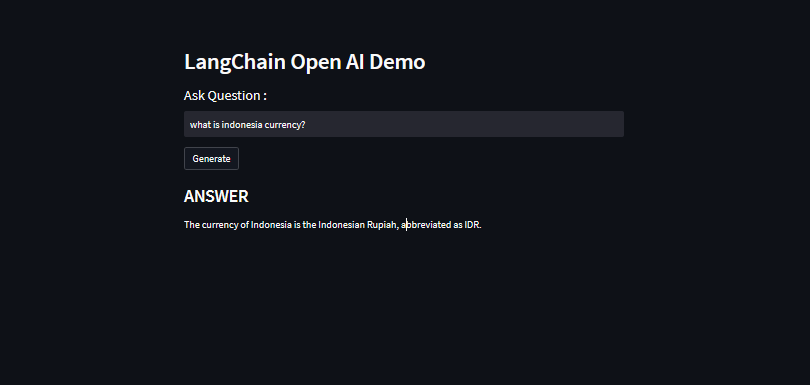 LangChain Open AI Demo
Ask Question :
what is indonesia currency?
Generate
ANSWER
The currency of Indonesia is the Indonesian Rupiah, abbreviated as IDR.